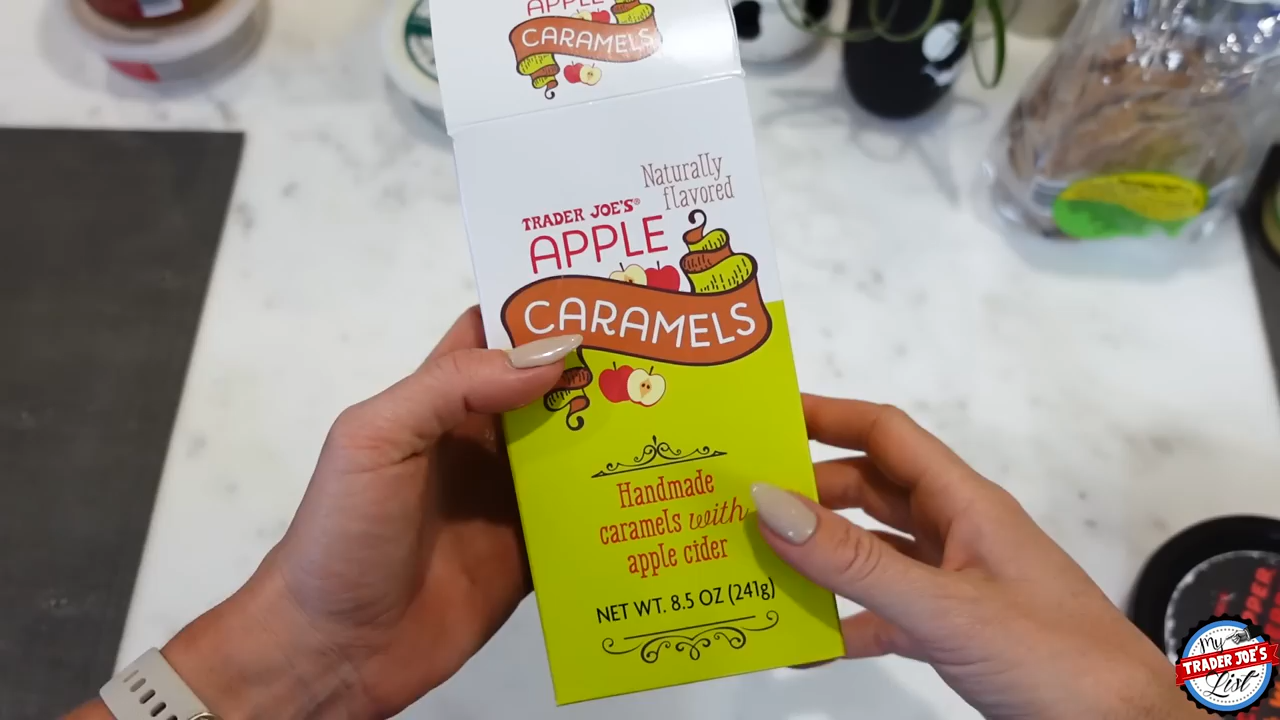 APPLE
CARAMELS
Naturally
flavored
TRADER JOE'S®
APPLE
CARAMELS
Handmade
caramels with
apple cider
NET WT. 8.5 OZ (241g)
My
TRADER JOE'S
List